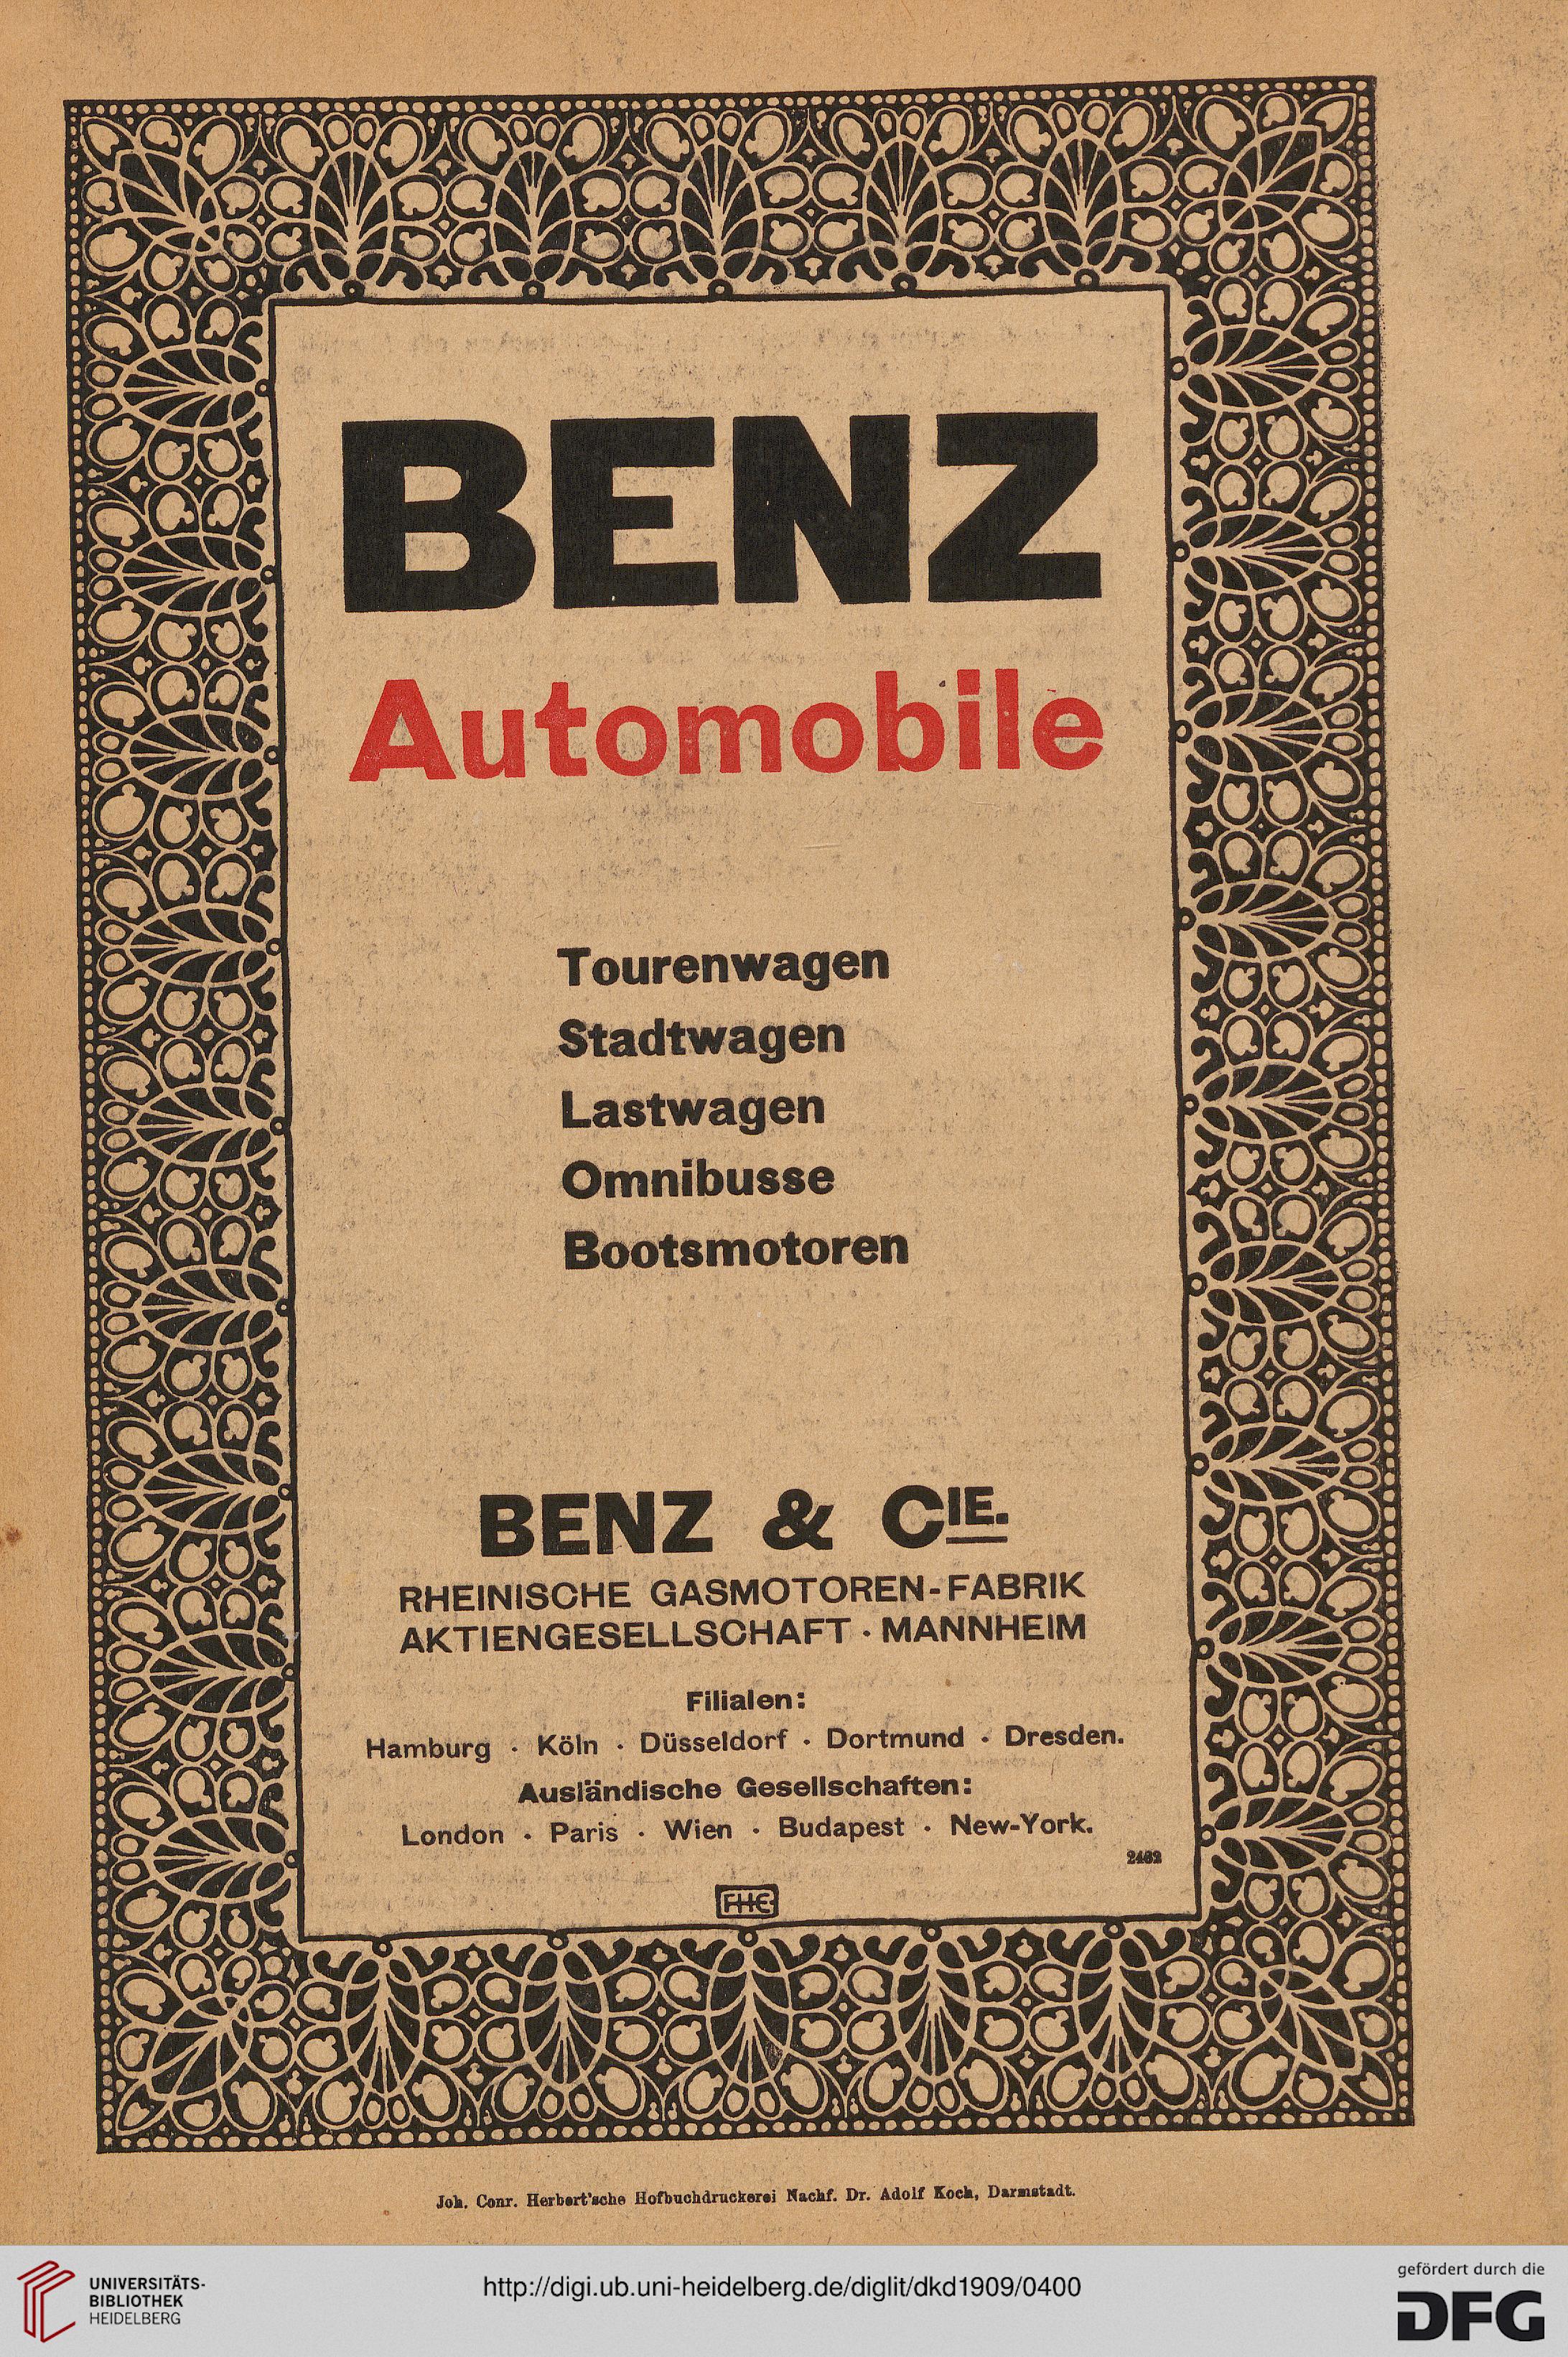 BENZ
Automobile
Tourenwagen
Stadtwagen
Lastwagen
Omnibusse
Bootsmotoren
BENZ & CIE.
RHEINISCHE GASMOTOREN-FABRIK
AKTIENGESELLSCHAFT · MANNHEIM
Filialen:
Hamburg · Köln · Düsseldorf · Dortmund · Dresden.
Ausländische Gesellschaften:
London · Paris · Wien · Budapest · New-York.
2462
FHE
Joh. Conr. Herbert'sche Hofbuchdruckerei Nachf. Dr. Adolf Koch, Darmstadt.
UNIVERSITÄTS-
BIBLIOTHEK
HEIDELBERG
http://digi.ub.uni-heidelberg.de/diglit/dkd1909/0400
gefördert durch die
DFG